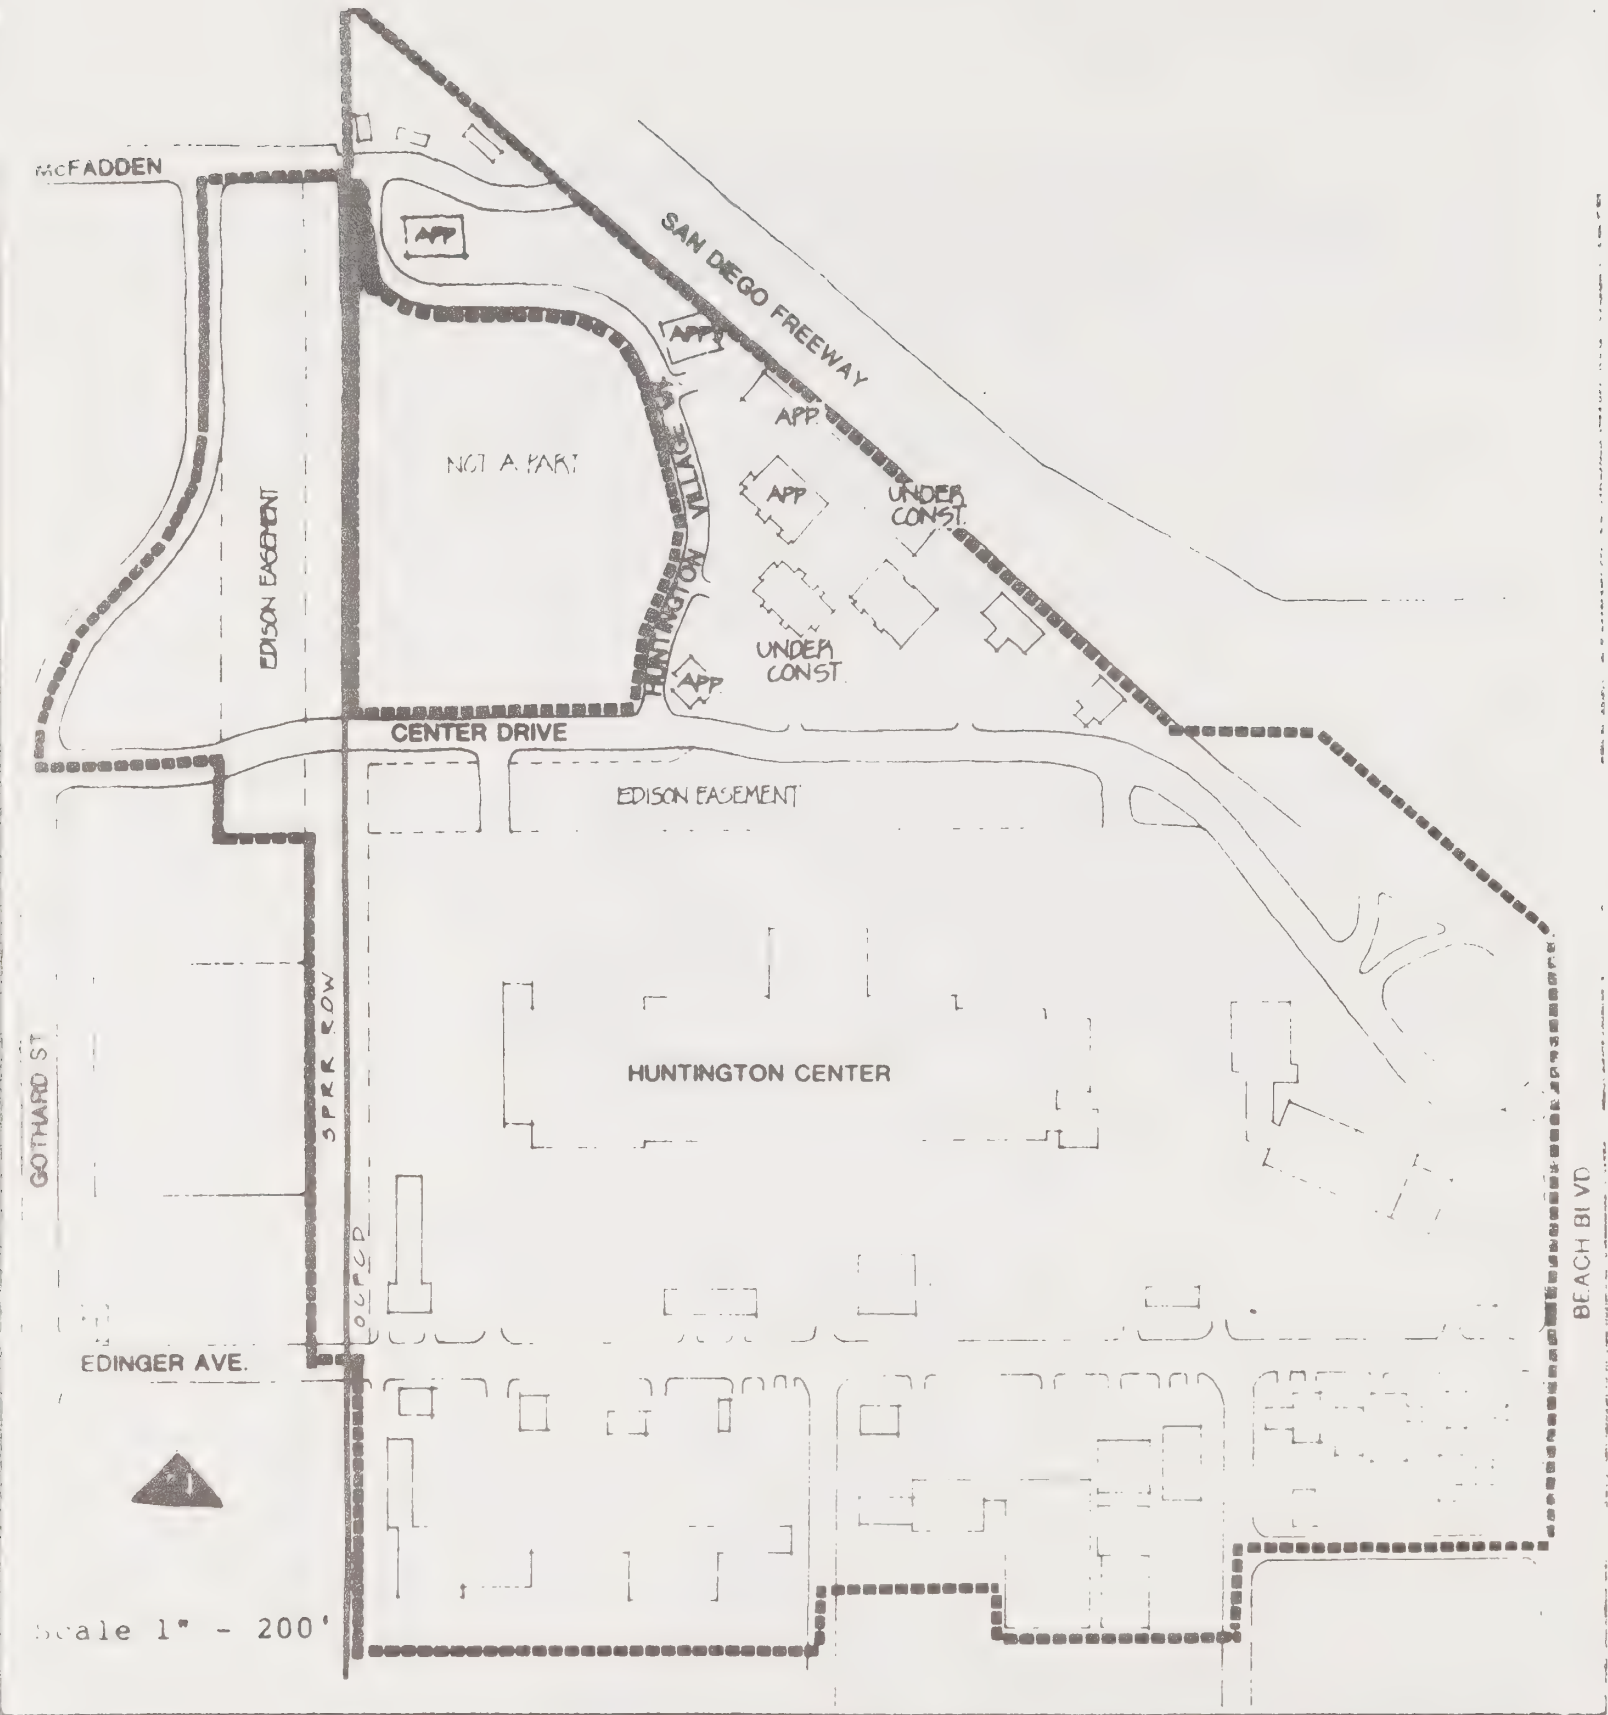 McFADDEN
APP
SAN DIEGO FREEWAY
APP
APP
NOT A PART
HUNTINGTON VILLAGE
APP
UNDER
CONST.
EDISON EASEMENT
UNDER
CONST.
APP
CENTER DRIVE
EDISON EASEMENT
SPRR ROW
HUNTINGTON CENTER
GOTHARD ST
BEACH BLVD
OCFCD
EDINGER AVE.
Scale 1" - 200'